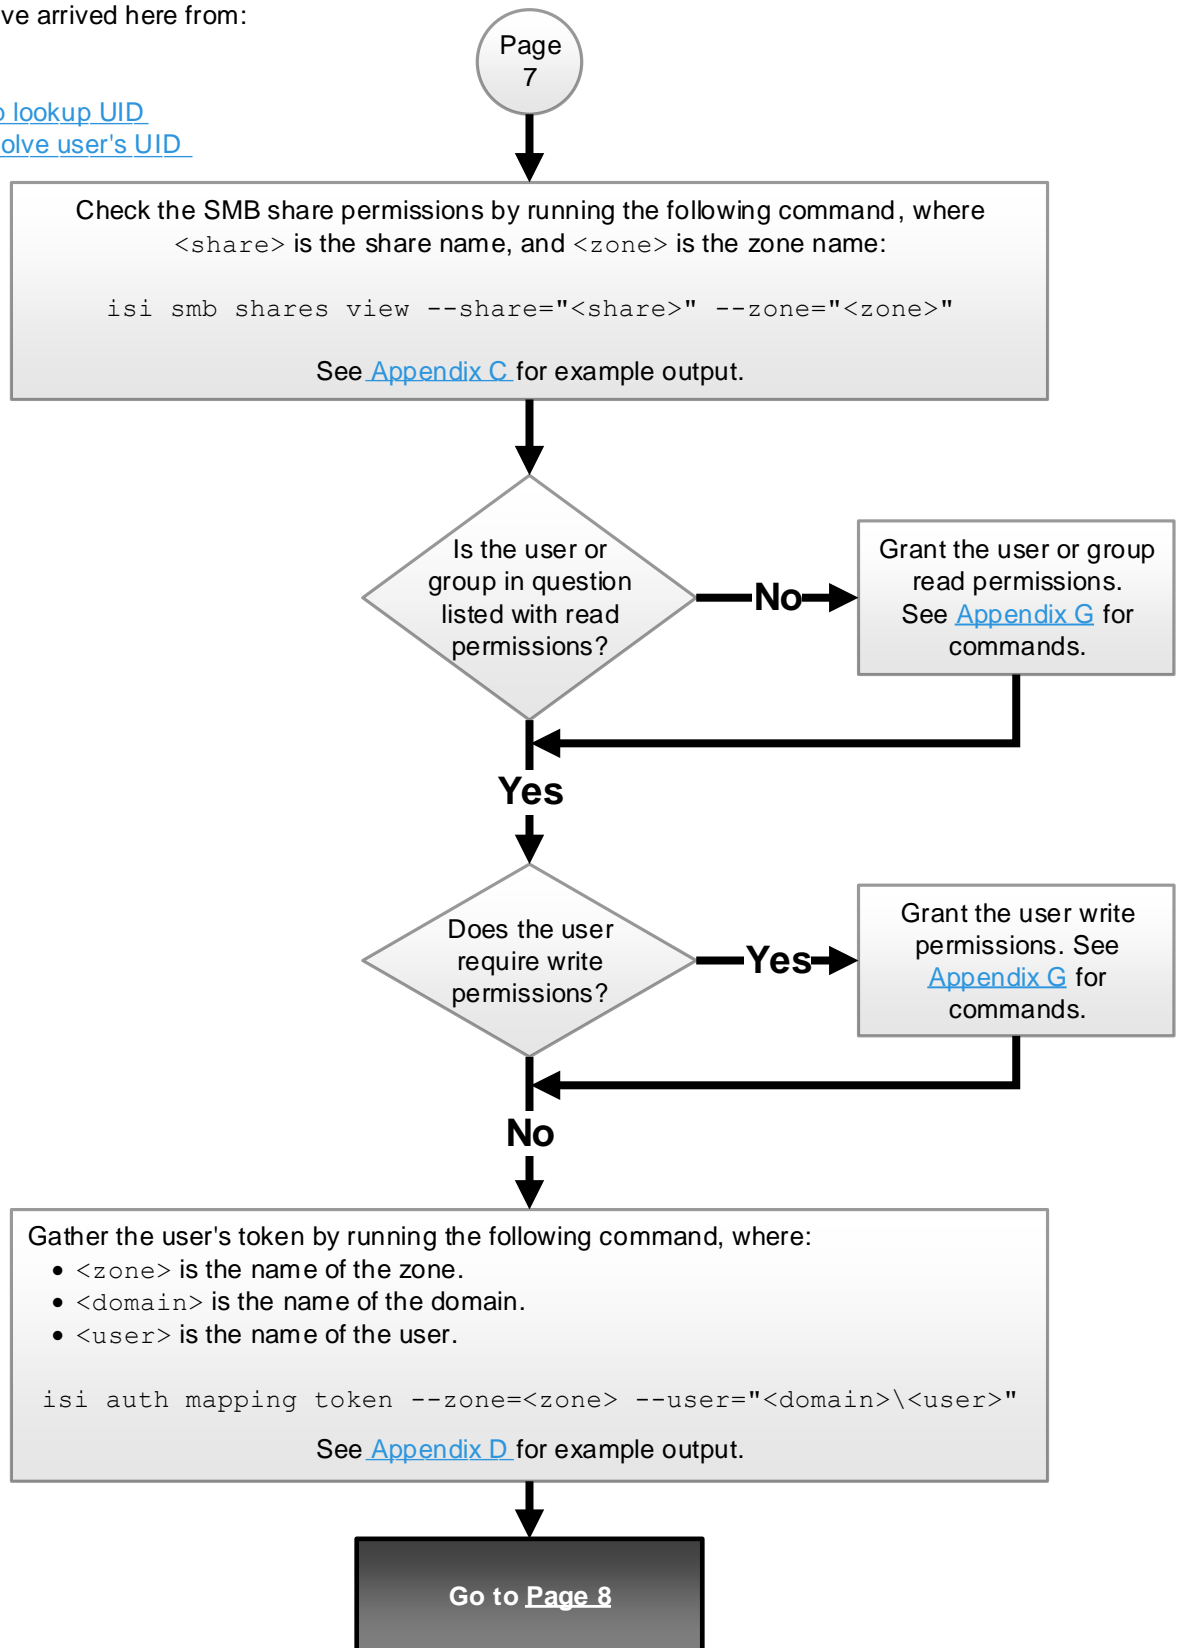 ve arrived here from:
Page
7
lookup UID
user's UID
Check the SMB share permissions by running the following command, where
<share> is the share name, and <zone> is the zone name:
isi smb shares view --share="<share>" --zone="<zone>"
See Appendix C for example output.
Is the user or
group in question
listed with read
permissions?
No
Grant the user or group
read permissions.
See Appendix G for
commands.
Yes
Does the user
require write
permissions?
Yes
Grant the user write
permissions. See
Appendix G for
commands.
No
Gather the user's token by running the following command, where:
• <zone> is the name of the zone.
• <domain> is the name of the domain.
• <user> is the name of the user.
isi auth mapping token --zone=<zone> --user="<domain>\<user>"
See Appendix D for example output.
Go to Page 8